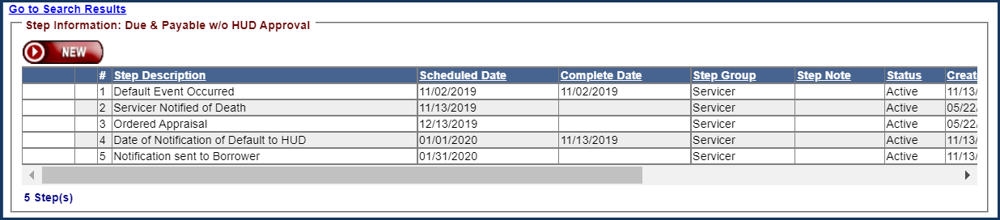 Go to Search Results
Step Information: Due & Payable w/o HUD Approval
NEW
# Step Description Scheduled Date Complete Date Step Group Step Note Status Creat
1 Default Event Occurred 11/02/2019 11/02/2019 Servicer Active 11/13/
2 Servicer Notified of Death 11/13/2019 Servicer Active 05/22/
3 Ordered Appraisal 12/13/2019 Servicer Active 05/22/
4 Date of Notification of Default to HUD 01/01/2020 11/13/2019 Servicer Active 11/13/
5 Notification sent to Borrower 01/31/2020 Servicer Active 11/13/
5 Step(s)